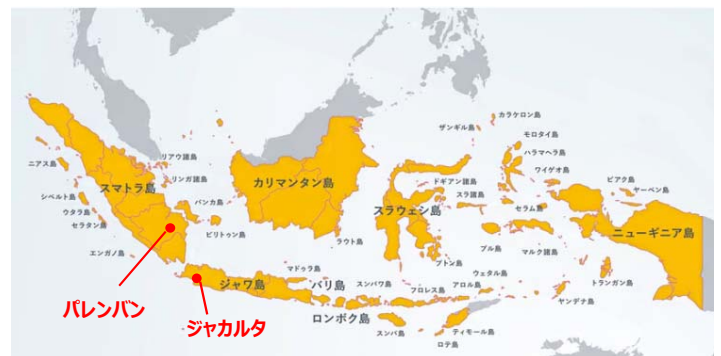 カラケロン島
ザンギル島
モロタイ島
ハラマヘラ島
ワイゲオ島
リアウ諸島
ニアス島
スマトラ島
リンガ諸島
カリマンタン島
ドギアン諸島
ビアク島
ヤーペン島
シベルト島
バンカ島
スラ諸島
ウタラ島
スラウェシ島
セラム島
セラタン島
ビリトゥン島
ニューギニア島
ラウト島
ブトン島
ブル島
エンガノ島
マルク諸島
マドゥラ島
ウェタル島
ジャワ島
バリ島
スンバワ島
フロレス島
アロル島
トランガン島
ヤンデナ島
パレンバン
ジャカルタ
ロンボク島
スンバ島
ティモール島
ロテ島